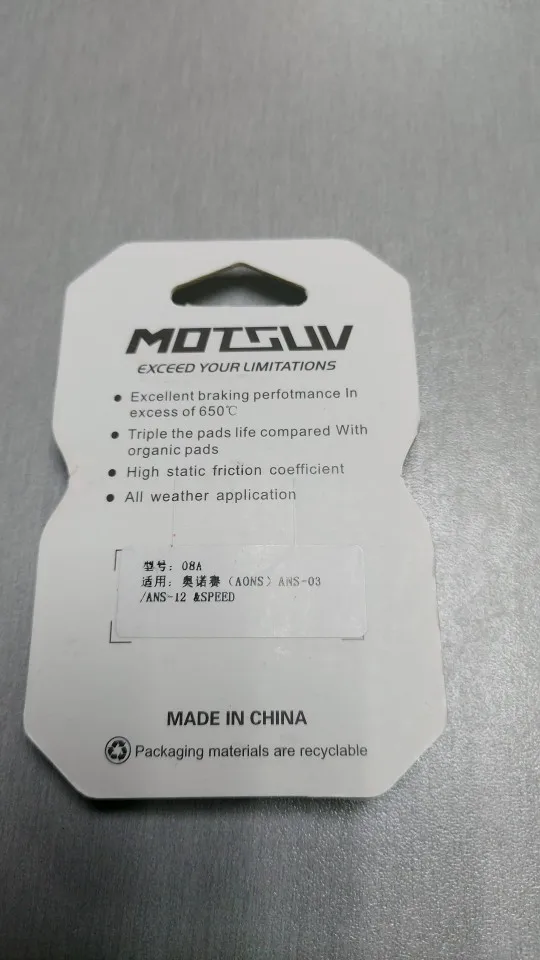 MOTSUV
EXCEED YOUR LIMITATIONS
● Excellent braking perfotmance In
excess of 650℃
● Triple the pads life compared With
organic pads
● High static friction coefficient
● All weather application
型号: 08A
适用: 奥诺赛（AONS）ANS-03
/ANS-12 &SPEED
MADE IN CHINA
Packaging materials are recyclable